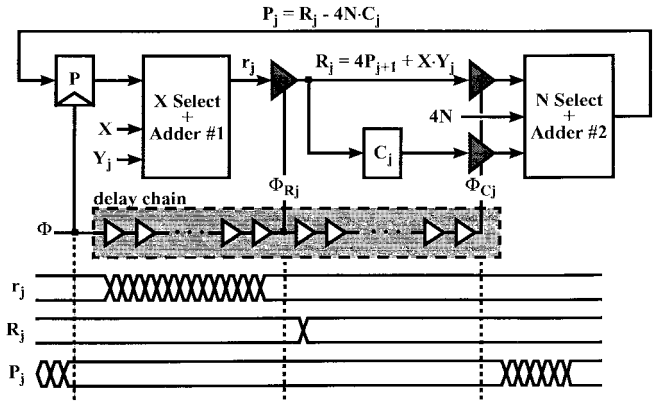 Pj = Rj - 4N·Cj
P
X Select
+
Adder #1
rj
Rj = 4Pj+1 + X·Yj
N Select
+
Adder #2
X
Yj
4N
Cj
ΦRj
ΦCj
delay chain
Φ
rj
Rj
Pj